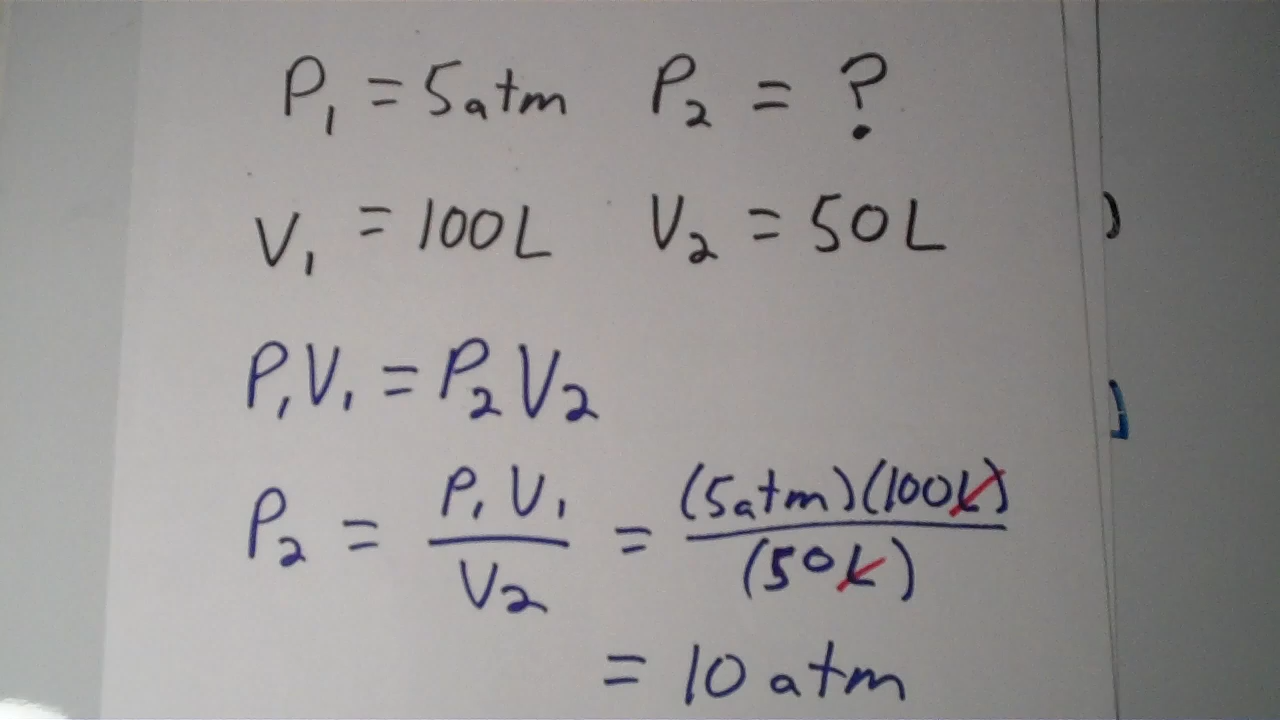 P₁ = 5atm P₂ = ?
V₁ = 100L V₂ = 50L
P₁V₁ = P₂V₂
P₂ = P₁V₁ / V₂ = (5atm)(100L) / (50L)
= 10 atm